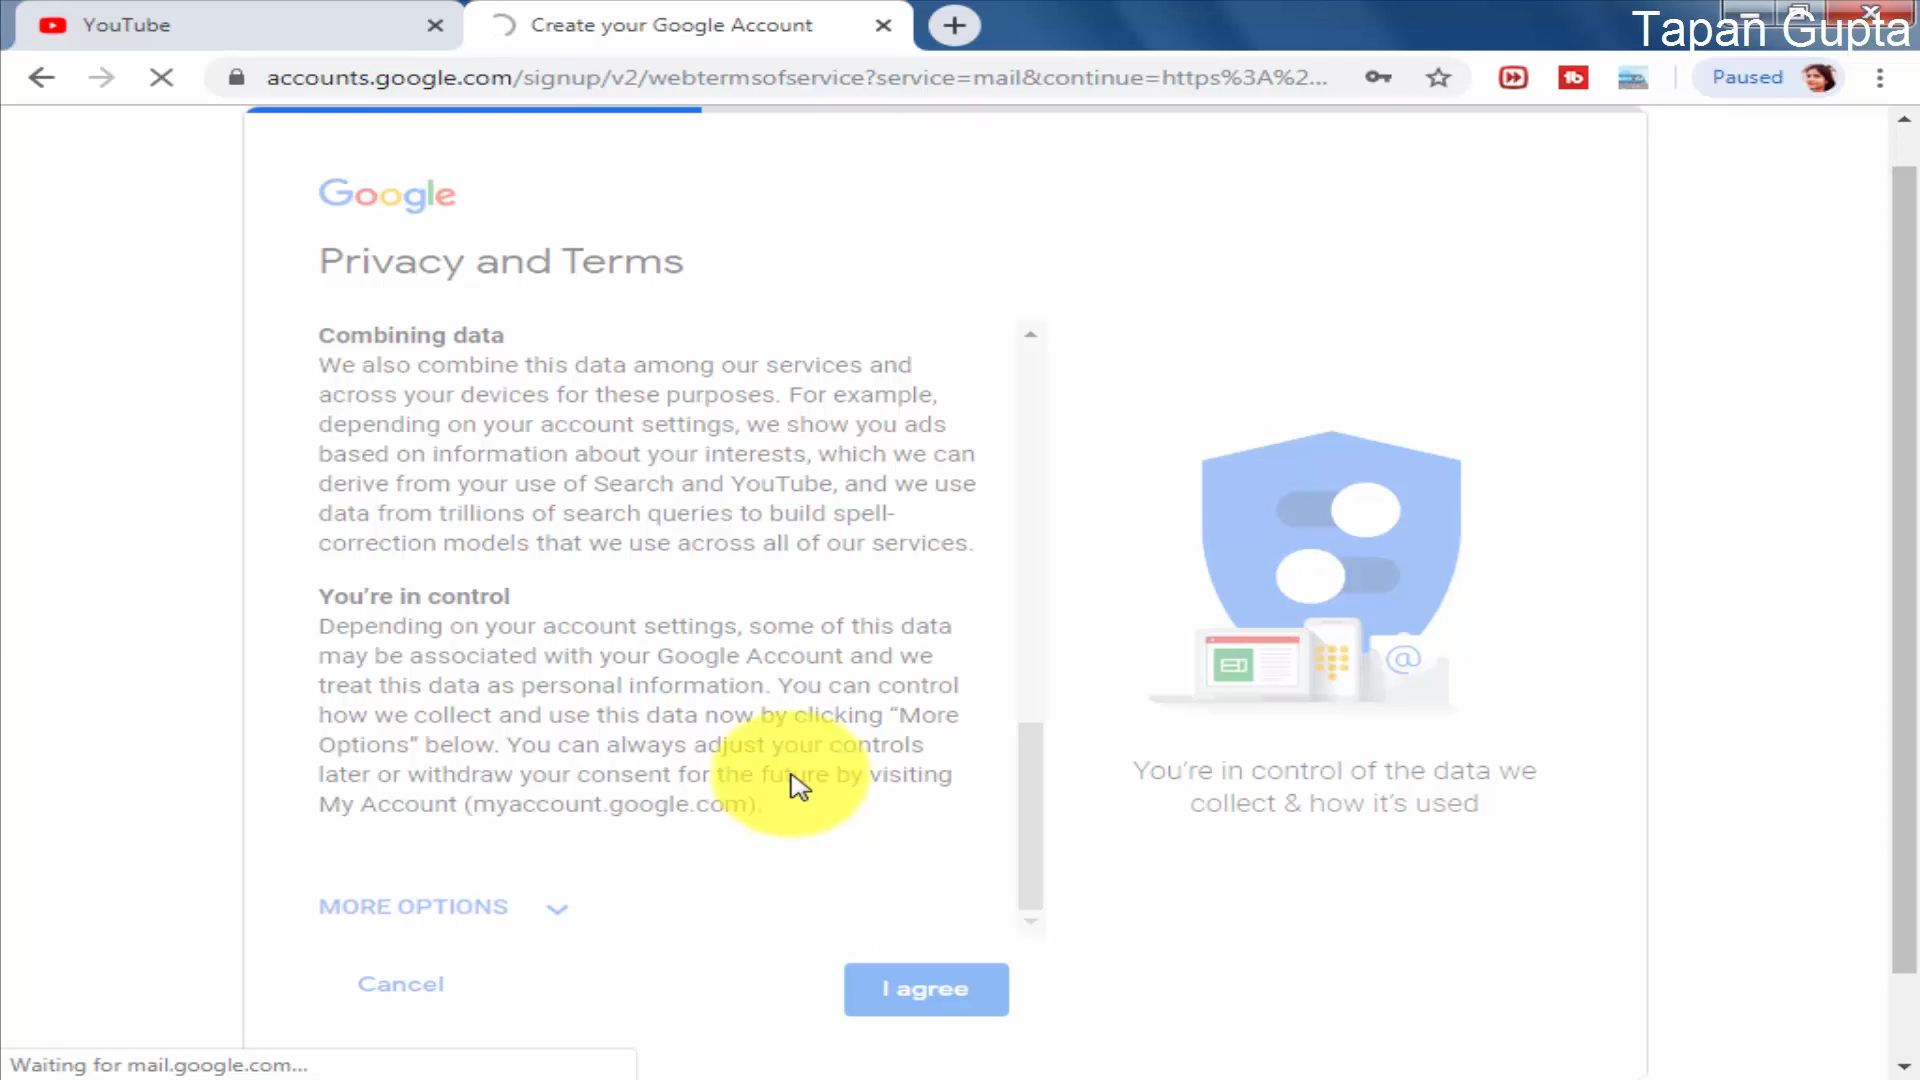 YouTube
Create your Google Account
Tapan Gupta
accounts.google.com/signup/v2/webtermsofservice?service=mail&continue=https%3A%2...
Paused
Google
Privacy and Terms
Combining data
We also combine this data among our services and
across your devices for these purposes. For example,
depending on your account settings, we show you ads
based on information about your interests, which we can
derive from your use of Search and YouTube, and we use
data from trillions of search queries to build spell-
correction models that we use across all of our services.
You’re in control
Depending on your account settings, some of this data
may be associated with your Google Account and we
treat this data as personal information. You can control
how we collect and use this data now by clicking “More
Options” below. You can always adjust your controls
later or withdraw your consent for the future by visiting
My Account (myaccount.google.com).
You’re in control of the data we
collect & how it’s used
MORE OPTIONS
Cancel
I agree
Waiting for mail.google.com...